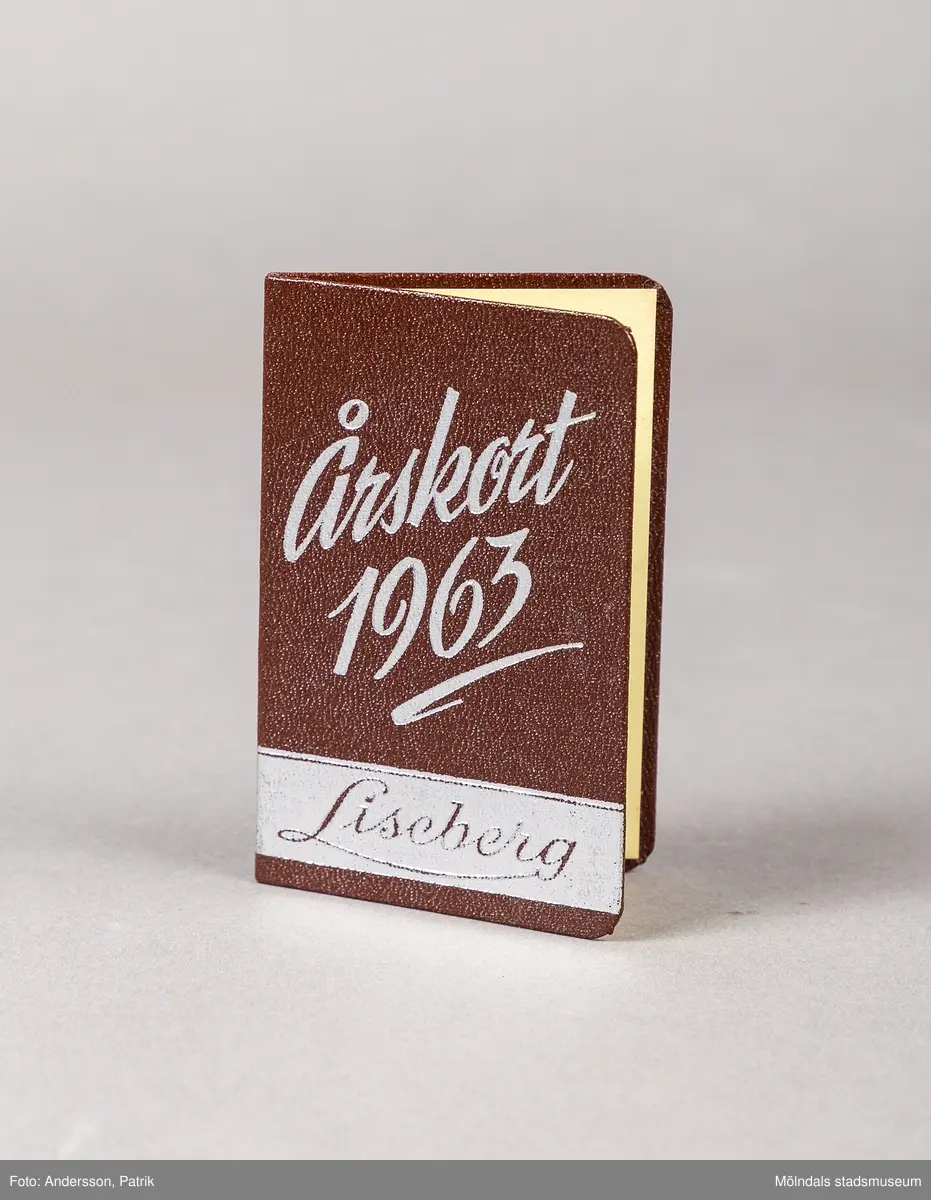 Årskort
1963
Liseberg
Foto: Andersson, Patrik
Mölndals stadsmuseum